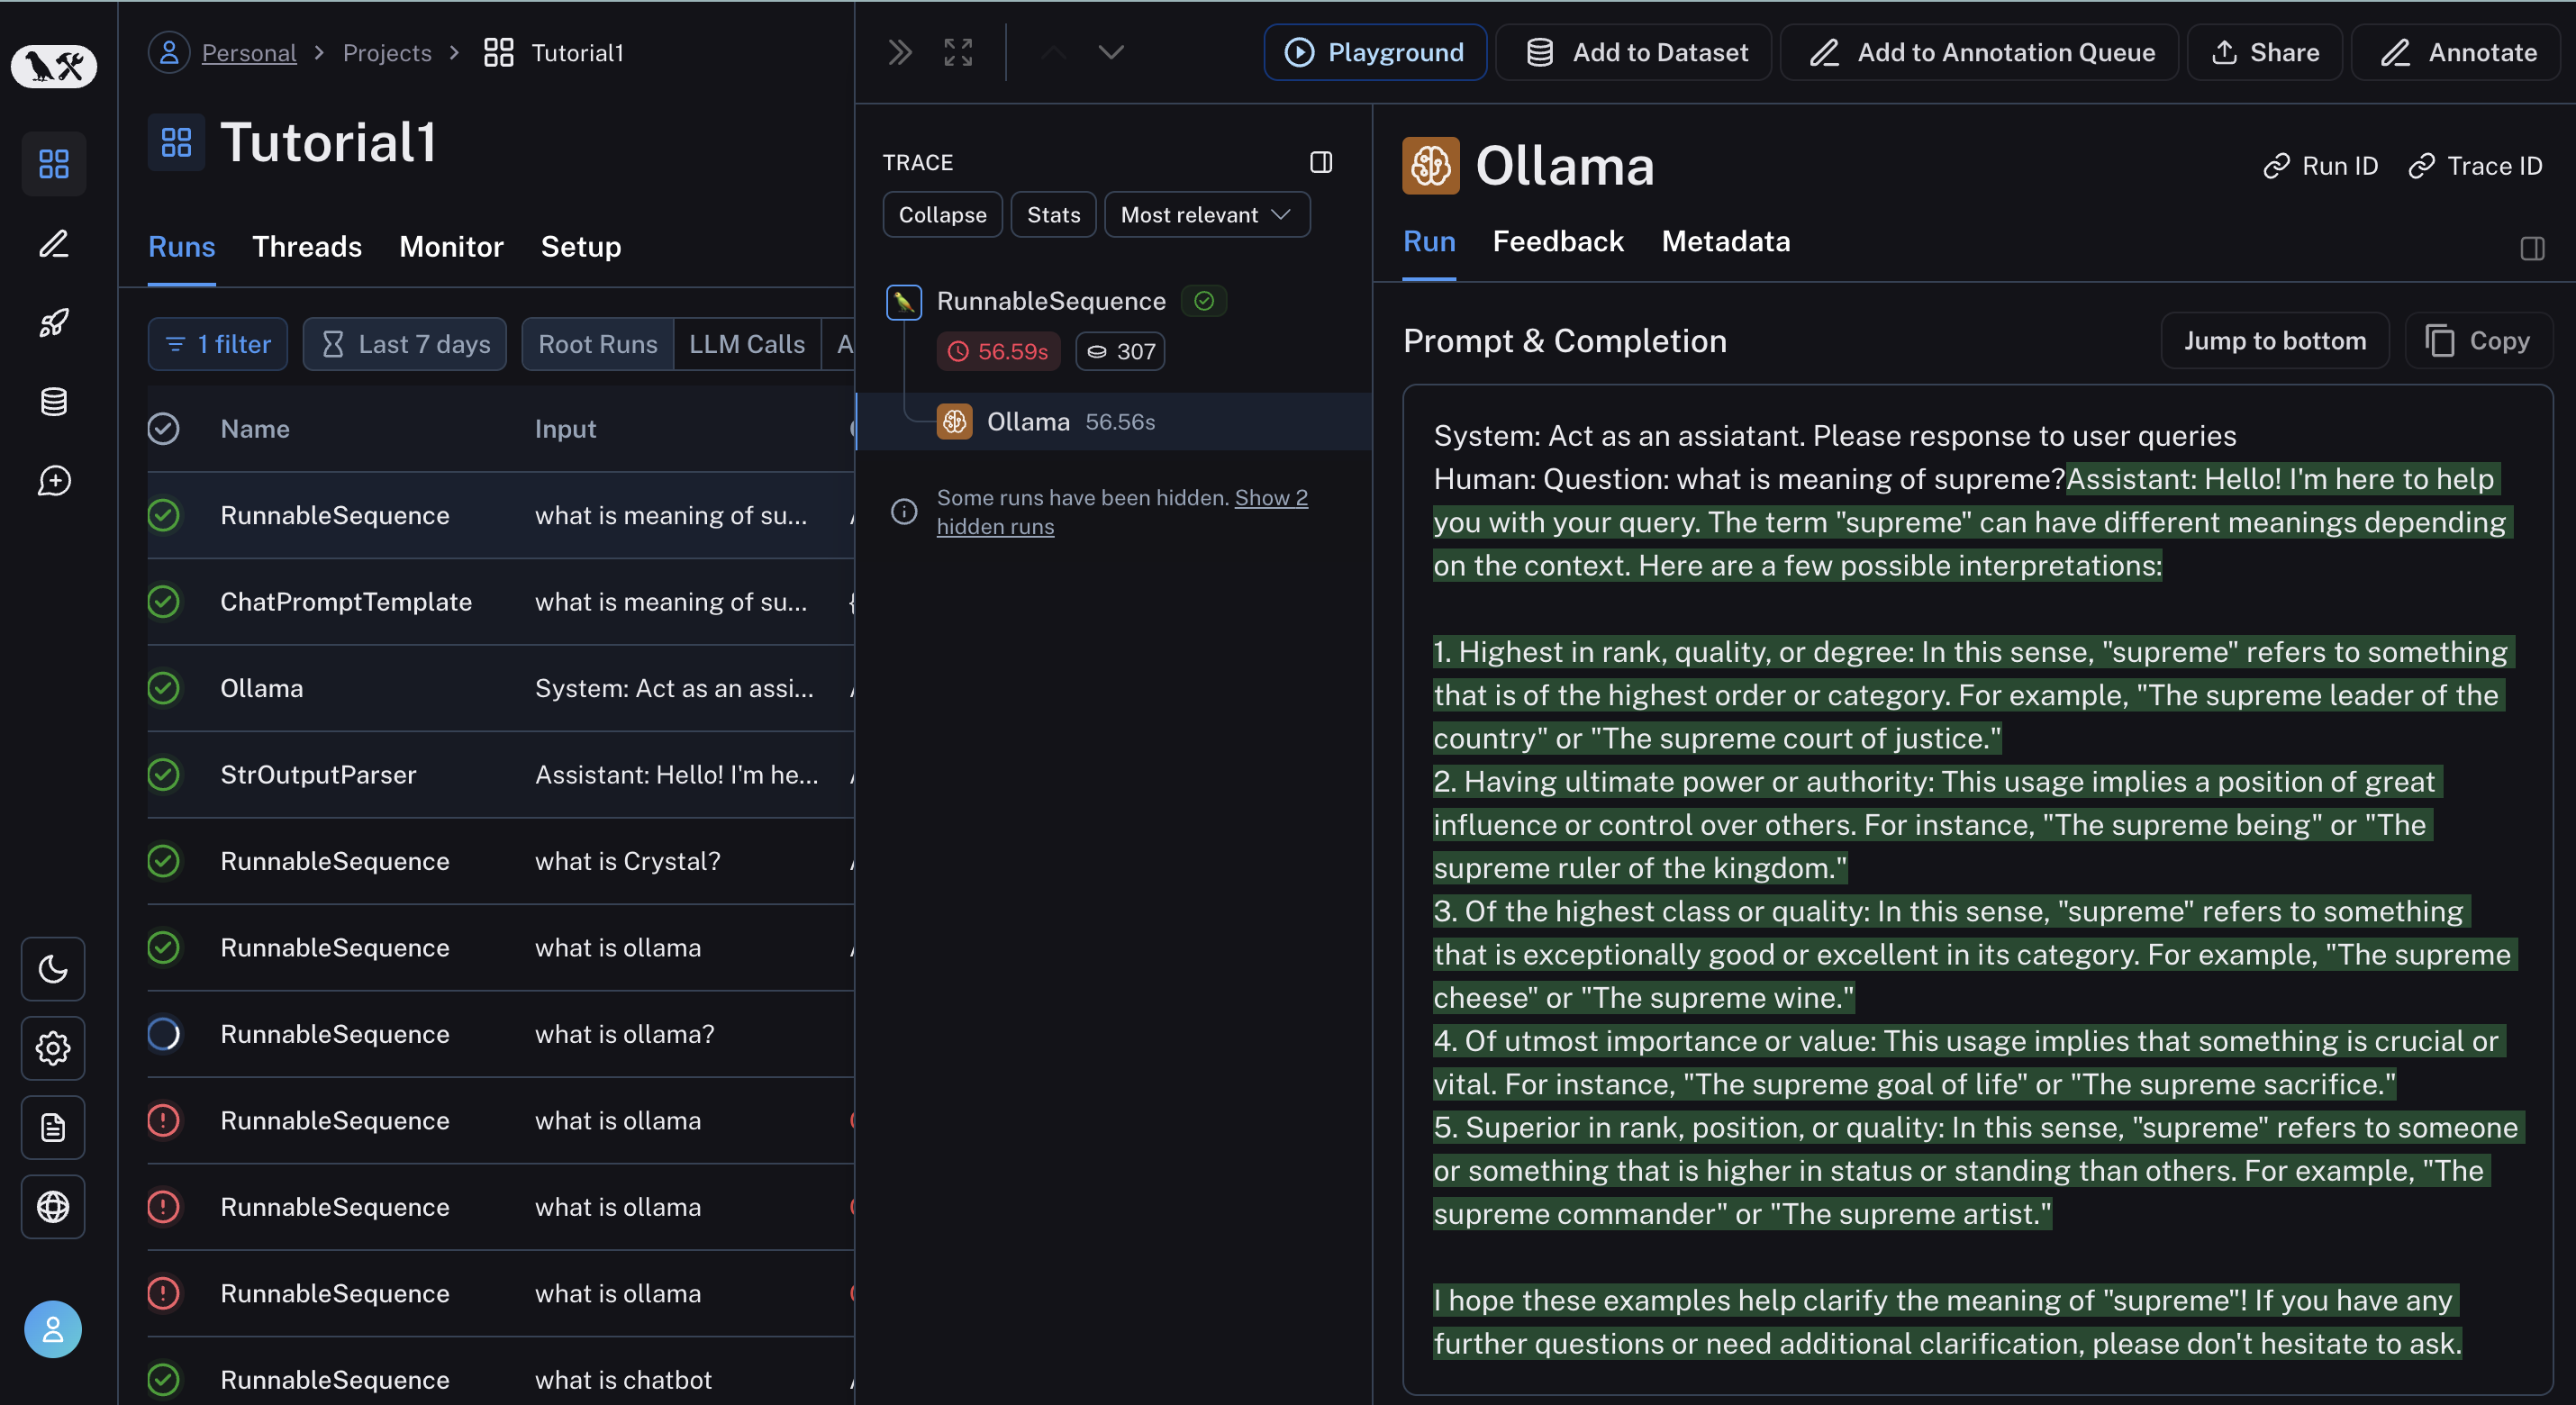 Personal
Projects
Tutorial1
Playground
Add to Dataset
Add to Annotation Queue
Share
Annotate
Tutorial1
Runs
Threads
Monitor
Setup
1 filter
Last 7 days
Root Runs
LLM Calls
A
Name
Input
RunnableSequence
what is meaning of su...
ChatPromptTemplate
what is meaning of su...
Ollama
System: Act as an assi...
StrOutputParser
Assistant: Hello! I'm he...
RunnableSequence
what is Crystal?
RunnableSequence
what is ollama
RunnableSequence
what is ollama?
RunnableSequence
what is ollama
RunnableSequence
what is ollama
RunnableSequence
what is ollama
RunnableSequence
what is chatbot
TRACE
Collapse
Stats
Most relevant
RunnableSequence
56.59s
307
Ollama 56.56s
Some runs have been hidden. Show 2
hidden runs
Ollama
Run ID
Trace ID
Run
Feedback
Metadata
Prompt & Completion
Jump to bottom
Copy
System: Act as an assiatant. Please response to user queries
Human: Question: what is meaning of supreme?Assistant: Hello! I'm here to help
you with your query. The term "supreme" can have different meanings depending
on the context. Here are a few possible interpretations:
1. Highest in rank, quality, or degree: In this sense, "supreme" refers to something
that is of the highest order or category. For example, "The supreme leader of the
country" or "The supreme court of justice."
2. Having ultimate power or authority: This usage implies a position of great
influence or control over others. For instance, "The supreme being" or "The
supreme ruler of the kingdom."
3. Of the highest class or quality: In this sense, "supreme" refers to something
that is exceptionally good or excellent in its category. For example, "The supreme
cheese" or "The supreme wine."
4. Of utmost importance or value: This usage implies that something is crucial or
vital. For instance, "The supreme goal of life" or "The supreme sacrifice."
5. Superior in rank, position, or quality: In this sense, "supreme" refers to someone
or something that is higher in status or standing than others. For example, "The
supreme commander" or "The supreme artist."
I hope these examples help clarify the meaning of "supreme"! If you have any
further questions or need additional clarification, please don't hesitate to ask.